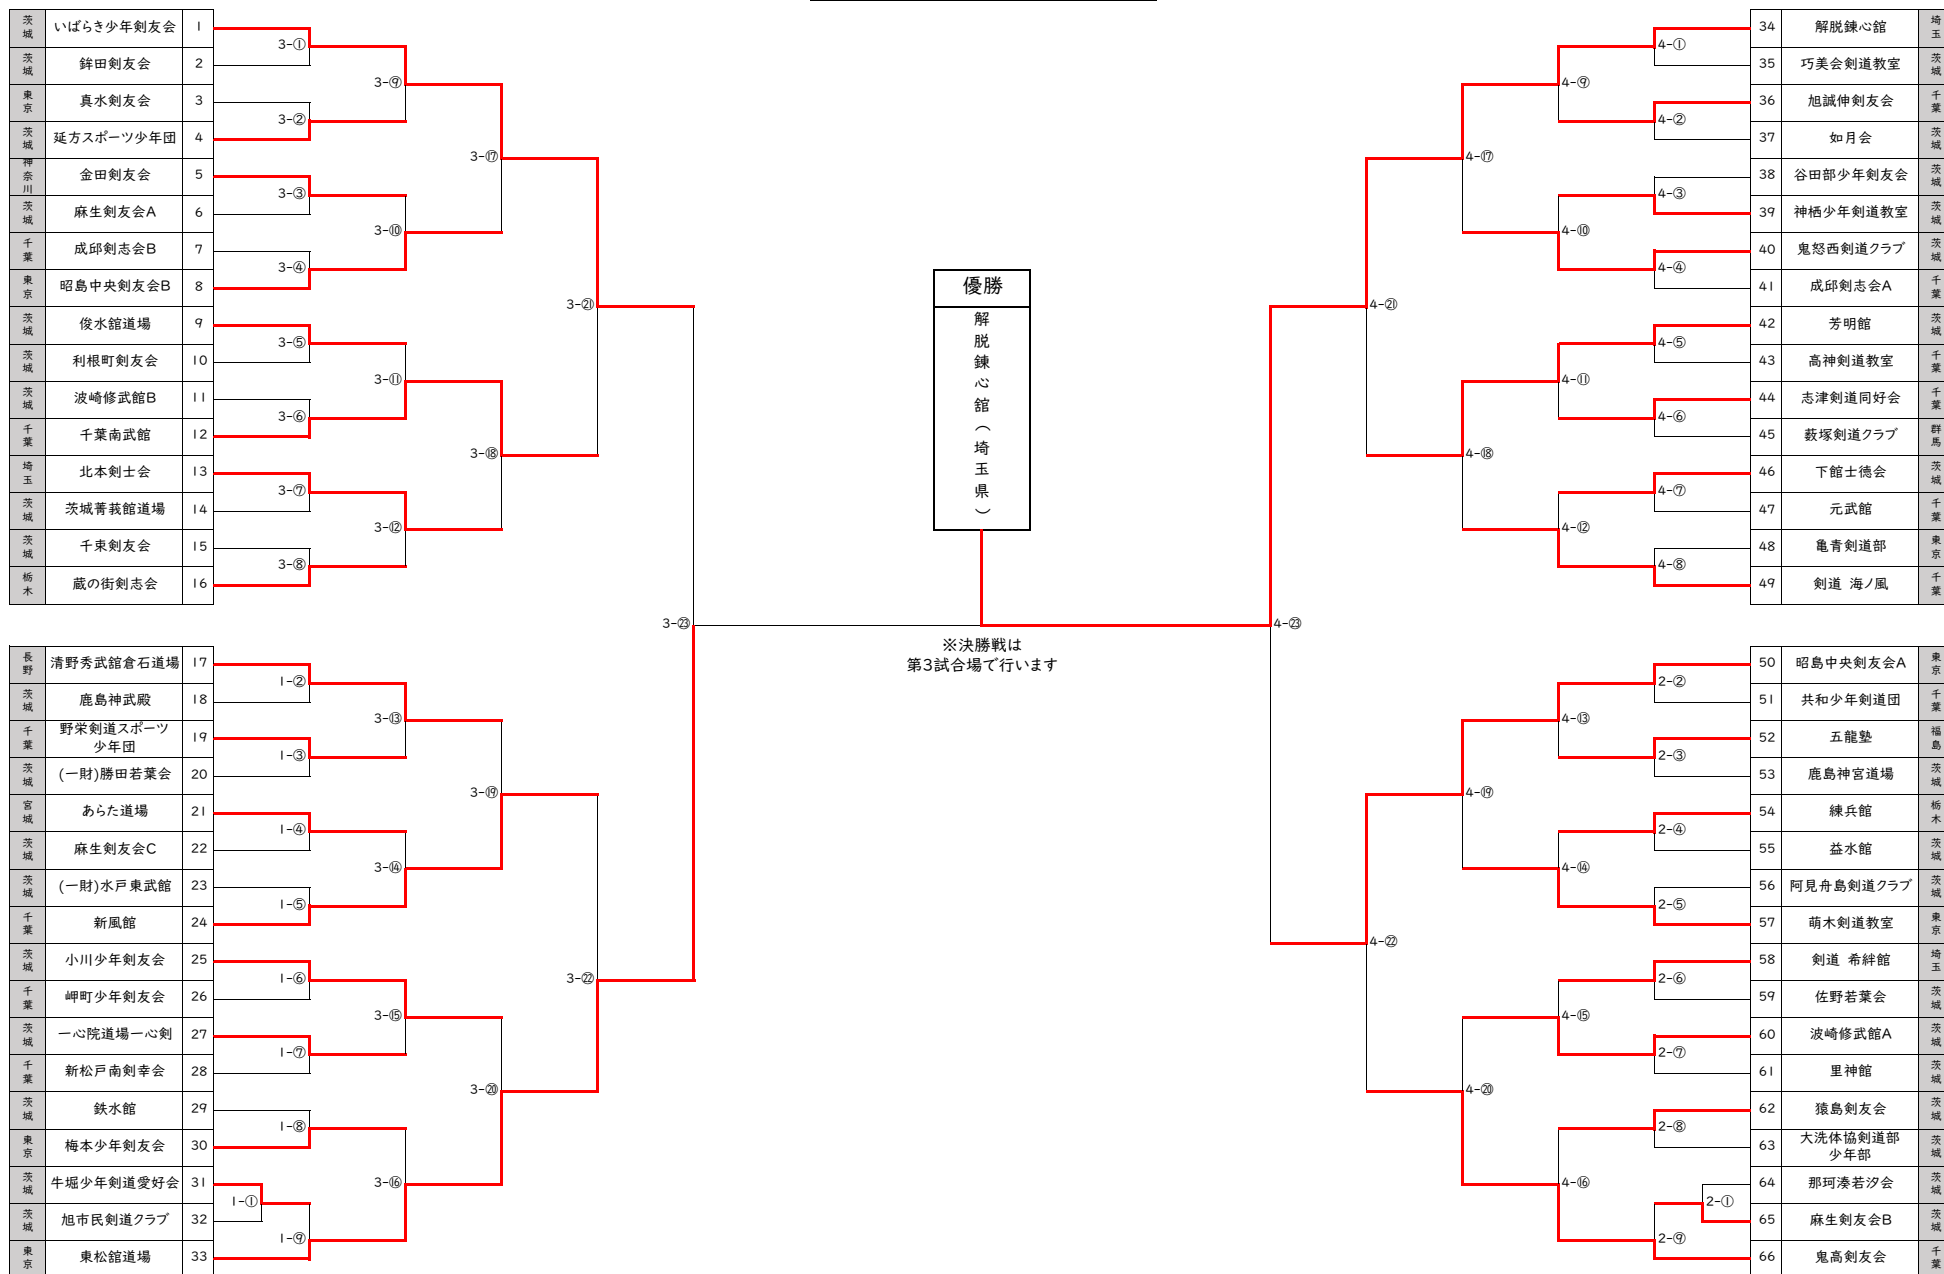 茨城 いばらき少年剣友会 1
茨城 鉾田剣友会 2
東京 真水剣友会 3
茨城 延方スポーツ少年団 4
神奈川 金田剣友会 5
茨城 麻生剣友会A 6
千葉 成邱剣志会B 7
東京 昭島中央剣友会B 8
茨城 俊水舘道場 9
茨城 利根町剣友会 10
茨城 波崎修武館B 11
千葉 千葉南武館 12
埼玉 北本剣士会 13
茨城 茨城菁莪館道場 14
茨城 千束剣友会 15
栃木 蔵の街剣志会 16
3-①
3-②
3-③
3-④
3-⑤
3-⑥
3-⑦
3-⑧
3-⑨
3-⑩
3-⑪
3-⑫
3-⑰
3-⑱
3-㉑
長野 清野秀武館倉石道場 17
茨城 鹿島神武殿 18
千葉 野栄剣道スポーツ
少年団 19
茨城 (一財)勝田若葉会 20
宮城 あらた道場 21
茨城 麻生剣友会C 22
茨城 (一財)水戸東武館 23
千葉 新風館 24
茨城 小川少年剣友会 25
千葉 岬町少年剣友会 26
茨城 一心院道場一心剣 27
千葉 新松戸南剣幸会 28
茨城 鉄水館 29
東京 梅本少年剣友会 30
茨城 牛堀少年剣道愛好会 31
茨城 旭市民剣道クラブ 32
東京 東松舘道場 33
1-②
1-③
1-④
1-⑤
1-⑥
1-⑦
1-⑧
1-①
1-⑨
3-⑬
3-⑭
3-⑮
3-⑯
3-⑲
3-⑳
3-㉒
3-㉓
優勝
解脱錬心舘(埼玉県)
※決勝戦は
第3試合場で行います
34 解脱錬心舘 埼玉
35 巧美会剣道教室 茨城
36 旭誠伸剣友会 千葉
37 如月会 茨城
38 谷田部少年剣友会 茨城
39 神栖少年剣道教室 茨城
40 鬼怒西剣道クラブ 茨城
41 成邱剣志会A 千葉
42 芳明館 茨城
43 高神剣道教室 千葉
44 志津剣道同好会 千葉
45 薮塚剣道クラブ 群馬
46 下館士徳会 茨城
47 元武館 千葉
48 亀青剣道部 東京
49 剣道 海ノ風 千葉
4-①
4-②
4-③
4-④
4-⑤
4-⑥
4-⑦
4-⑧
4-⑨
4-⑩
4-⑪
4-⑫
4-⑰
4-⑱
4-㉑
4-㉓
50 昭島中央剣友会A 東京
51 共和少年剣道団 千葉
52 五龍塾 福島
53 鹿島神宮道場 茨城
54 練兵館 栃木
55 益水館 茨城
56 阿見舟島剣道クラブ 茨城
57 萌木剣道教室 東京
58 剣道 希絆館 埼玉
59 佐野若葉会 茨城
60 波崎修武館A 茨城
61 里神館 茨城
62 猿島剣友会 茨城
63 大洗体協剣道部
少年部 茨城
64 那珂湊若汐会 茨城
65 麻生剣友会B 茨城
66 鬼高剣友会 千葉
2-②
2-③
2-④
2-⑤
2-⑥
2-⑦
2-⑧
2-①
2-⑨
4-⑬
4-⑭
4-⑮
4-⑯
4-⑲
4-⑳
4-㉒